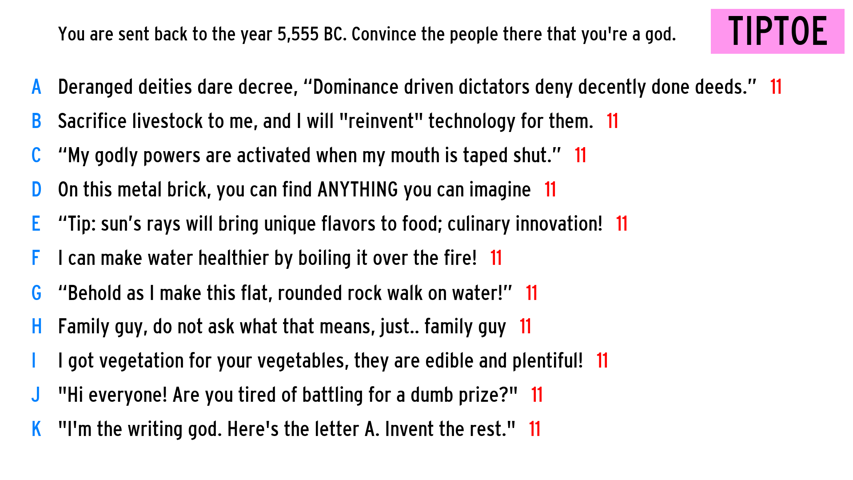 You are sent back to the year 5,555 BC. Convince the people there that you're a god.
TIPTOE
A Deranged deities dare decree, “Dominance driven dictators deny decently done deeds.” 11
B Sacrifice livestock to me, and I will "reinvent" technology for them. 11
C “My godly powers are activated when my mouth is taped shut.” 11
D On this metal brick, you can find ANYTHING you can imagine 11
E “Tip: sun’s rays will bring unique flavors to food; culinary innovation! 11
F I can make water healthier by boiling it over the fire! 11
G “Behold as I make this flat, rounded rock walk on water!” 11
H Family guy, do not ask what that means, just.. family guy 11
I I got vegetation for your vegetables, they are edible and plentiful! 11
J "Hi everyone! Are you tired of battling for a dumb prize?" 11
K "I'm the writing god. Here's the letter A. Invent the rest." 11